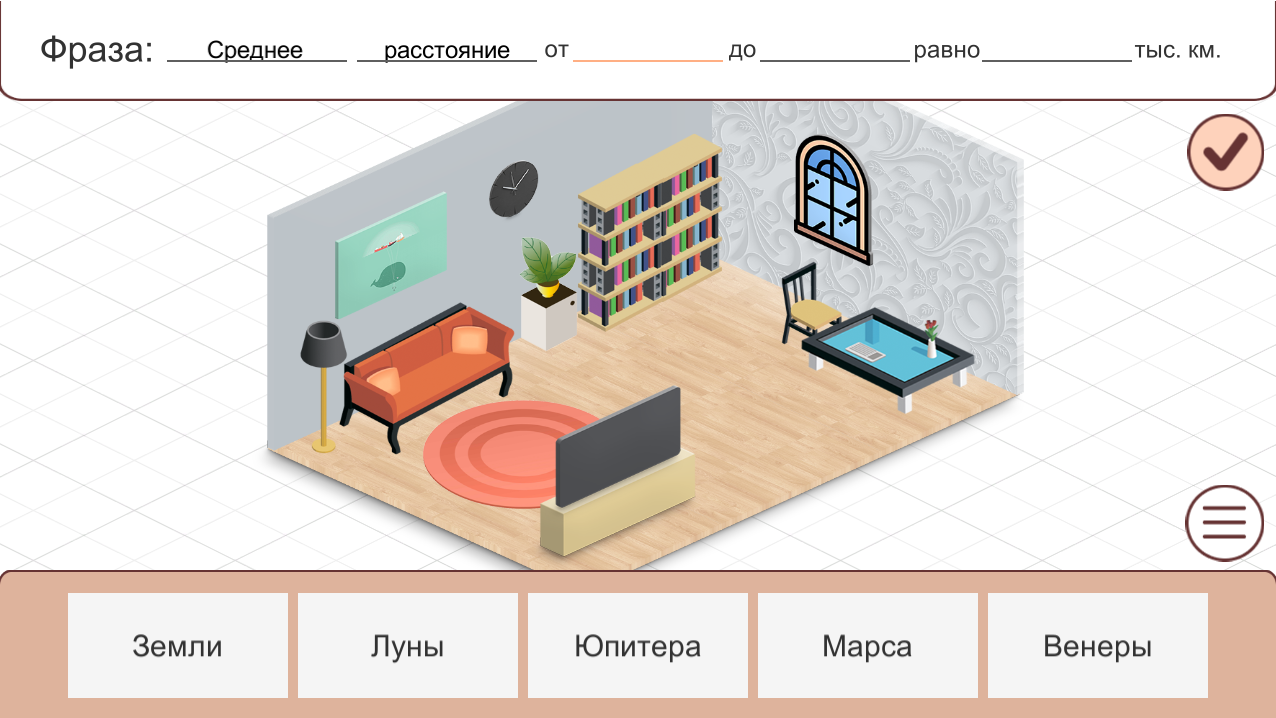 Фраза: Среднее расстояние от до равно тыс. км.
Земли Луны Юпитера Марса Венеры